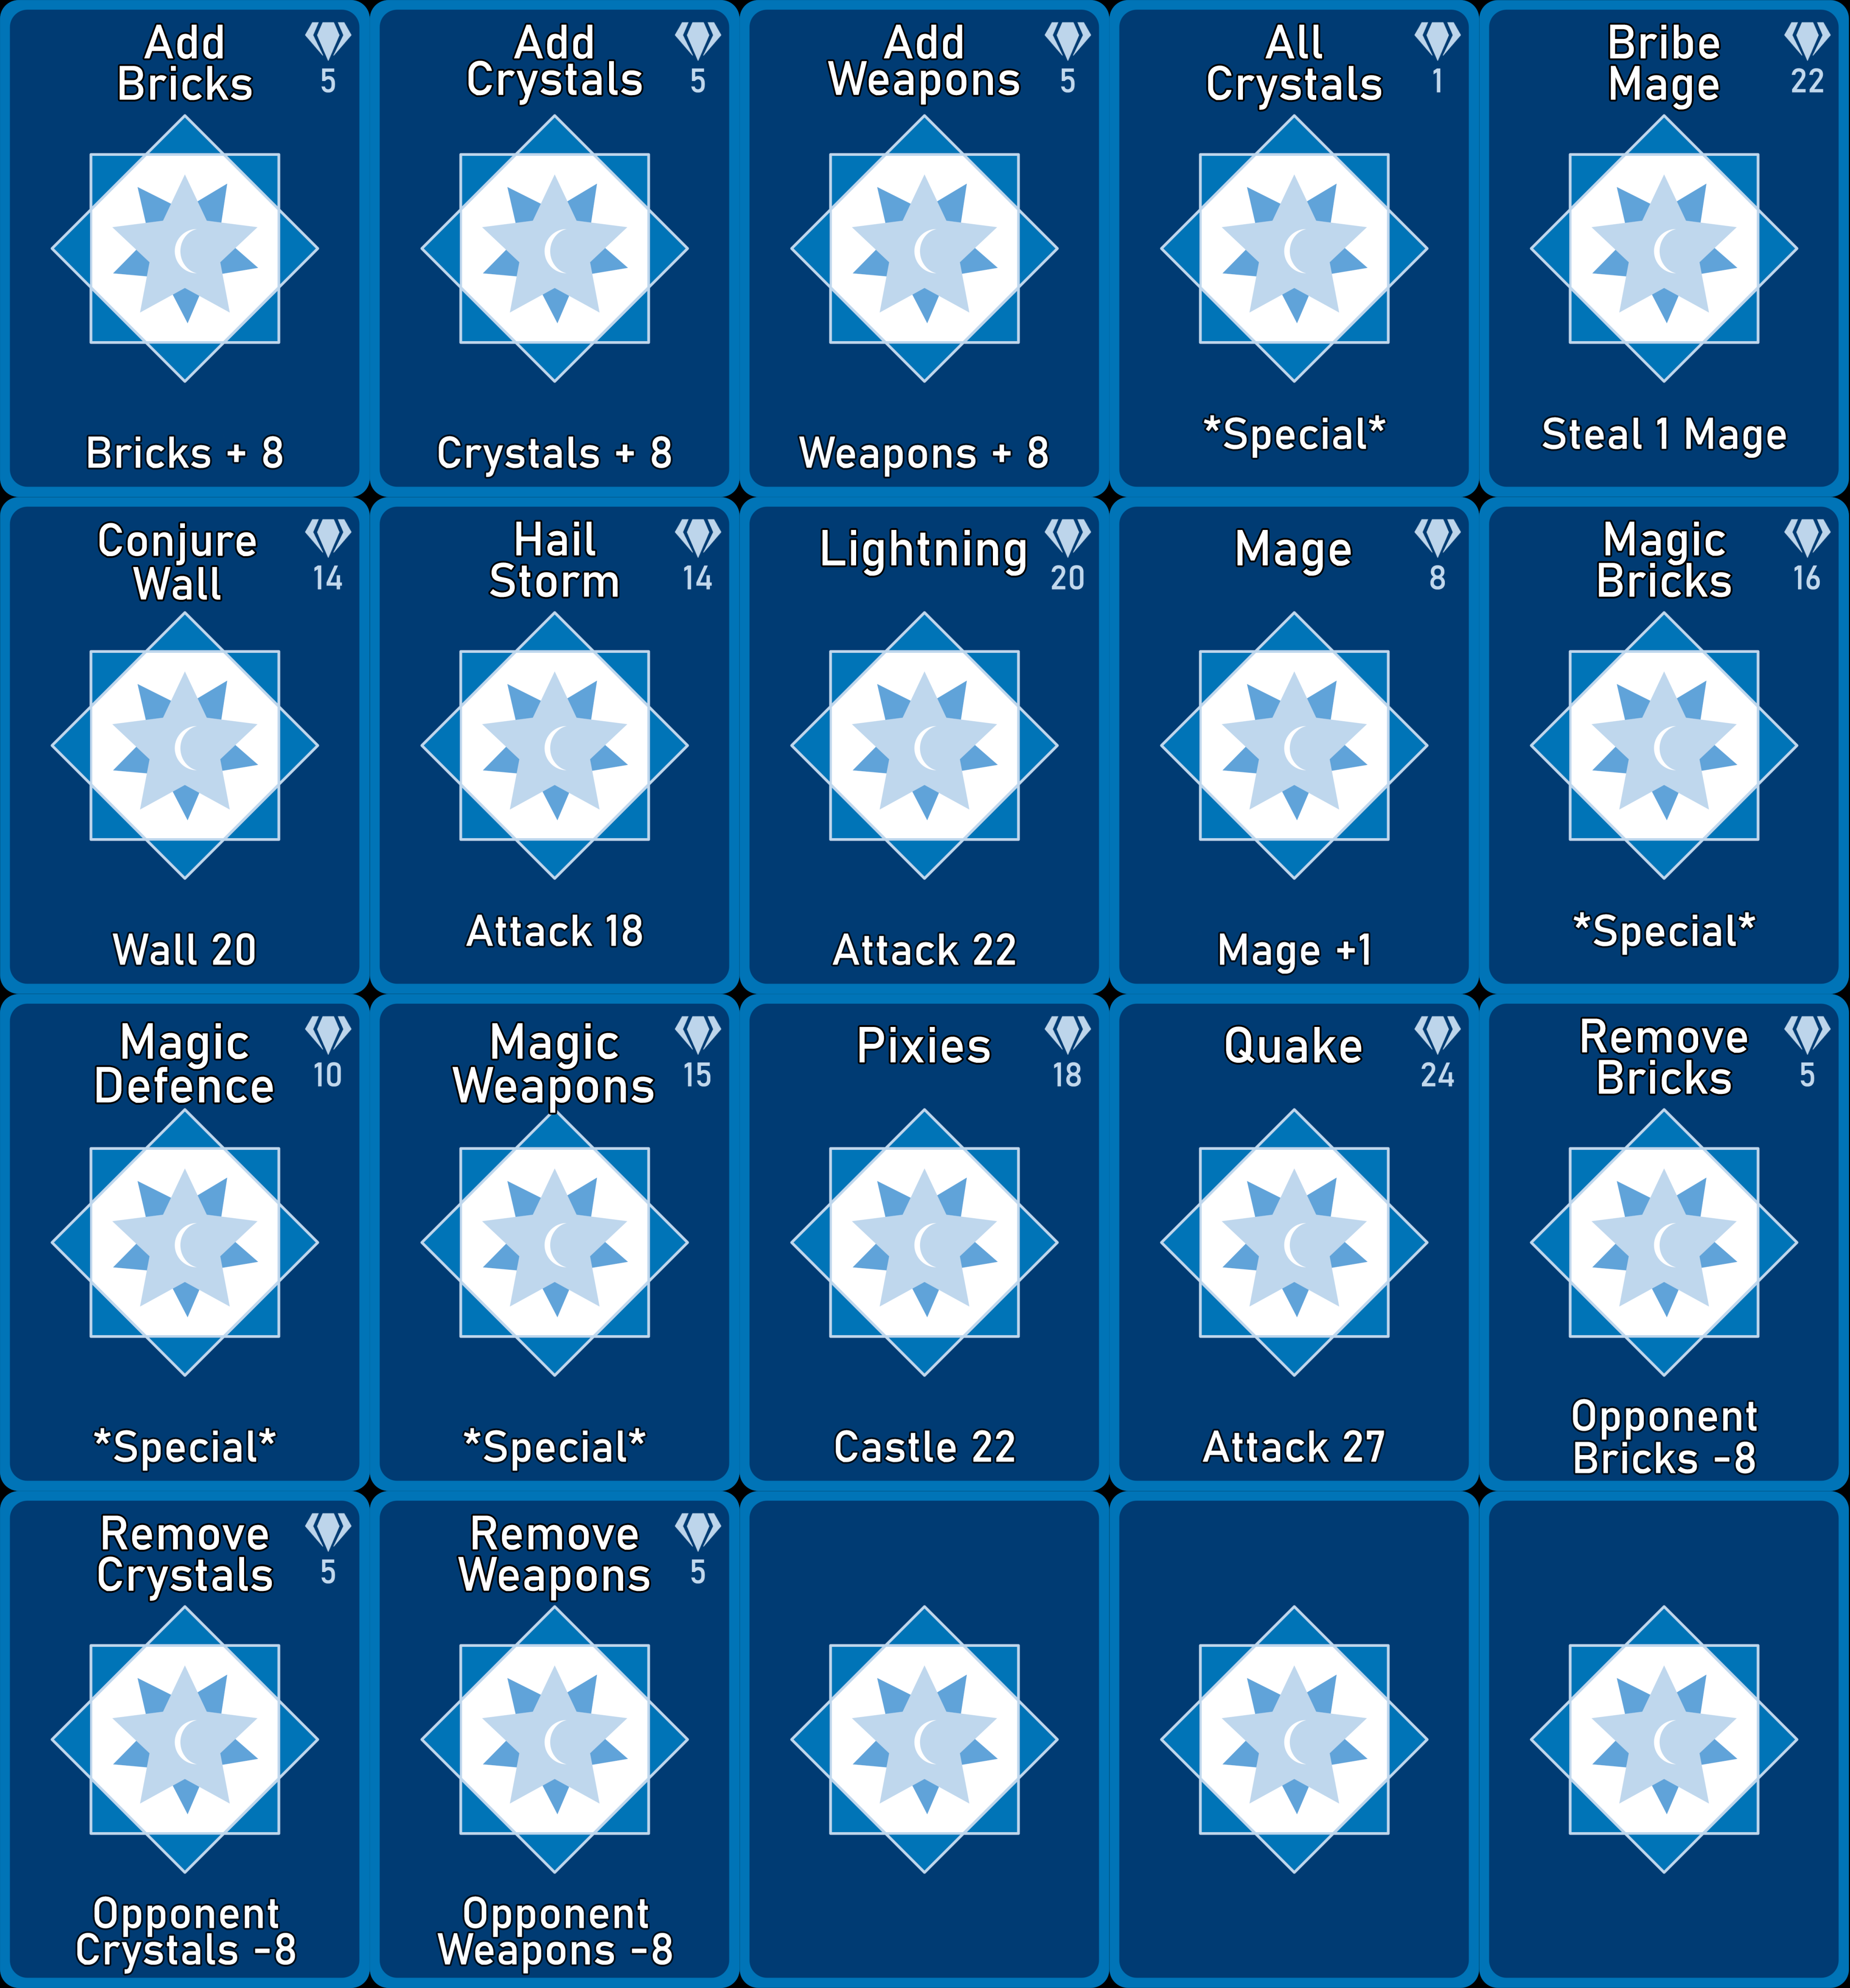 Add
Bricks
5
Bricks + 8
Add
Crystals
5
Crystals + 8
Add
Weapons
5
Weapons + 8
All
Crystals
1
*Special*
Bribe
Mage
22
Steal 1 Mage
Conjure
Wall
14
Wall 20
Hail
Storm
14
Attack 18
Lightning
20
Attack 22
Mage
8
Mage +1
Magic
Bricks
16
*Special*
Magic
Defence
10
*Special*
Magic
Weapons
15
*Special*
Pixies
18
Castle 22
Quake
24
Attack 27
Remove
Bricks
5
Opponent
Bricks -8
Remove
Crystals
5
Opponent
Crystals -8
Remove
Weapons
5
Opponent
Weapons -8